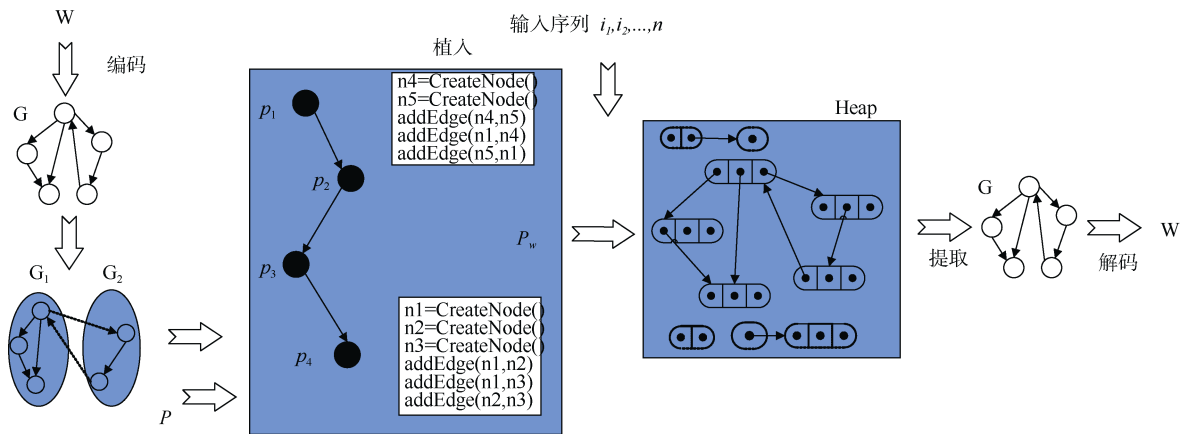 W
编码
G
G₁ G₂
P
植入
p₁
p₂
p₃
p₄
n4=CreateNode()
n5=CreateNode()
addEdge(n4,n5)
addEdge(n1,n4)
addEdge(n5,n1)
P_w
n1=CreateNode()
n2=CreateNode()
n3=CreateNode()
addEdge(n1,n2)
addEdge(n1,n3)
addEdge(n2,n3)
输入序列 i₁,i₂,...,n
Heap
提取
G
解码
W